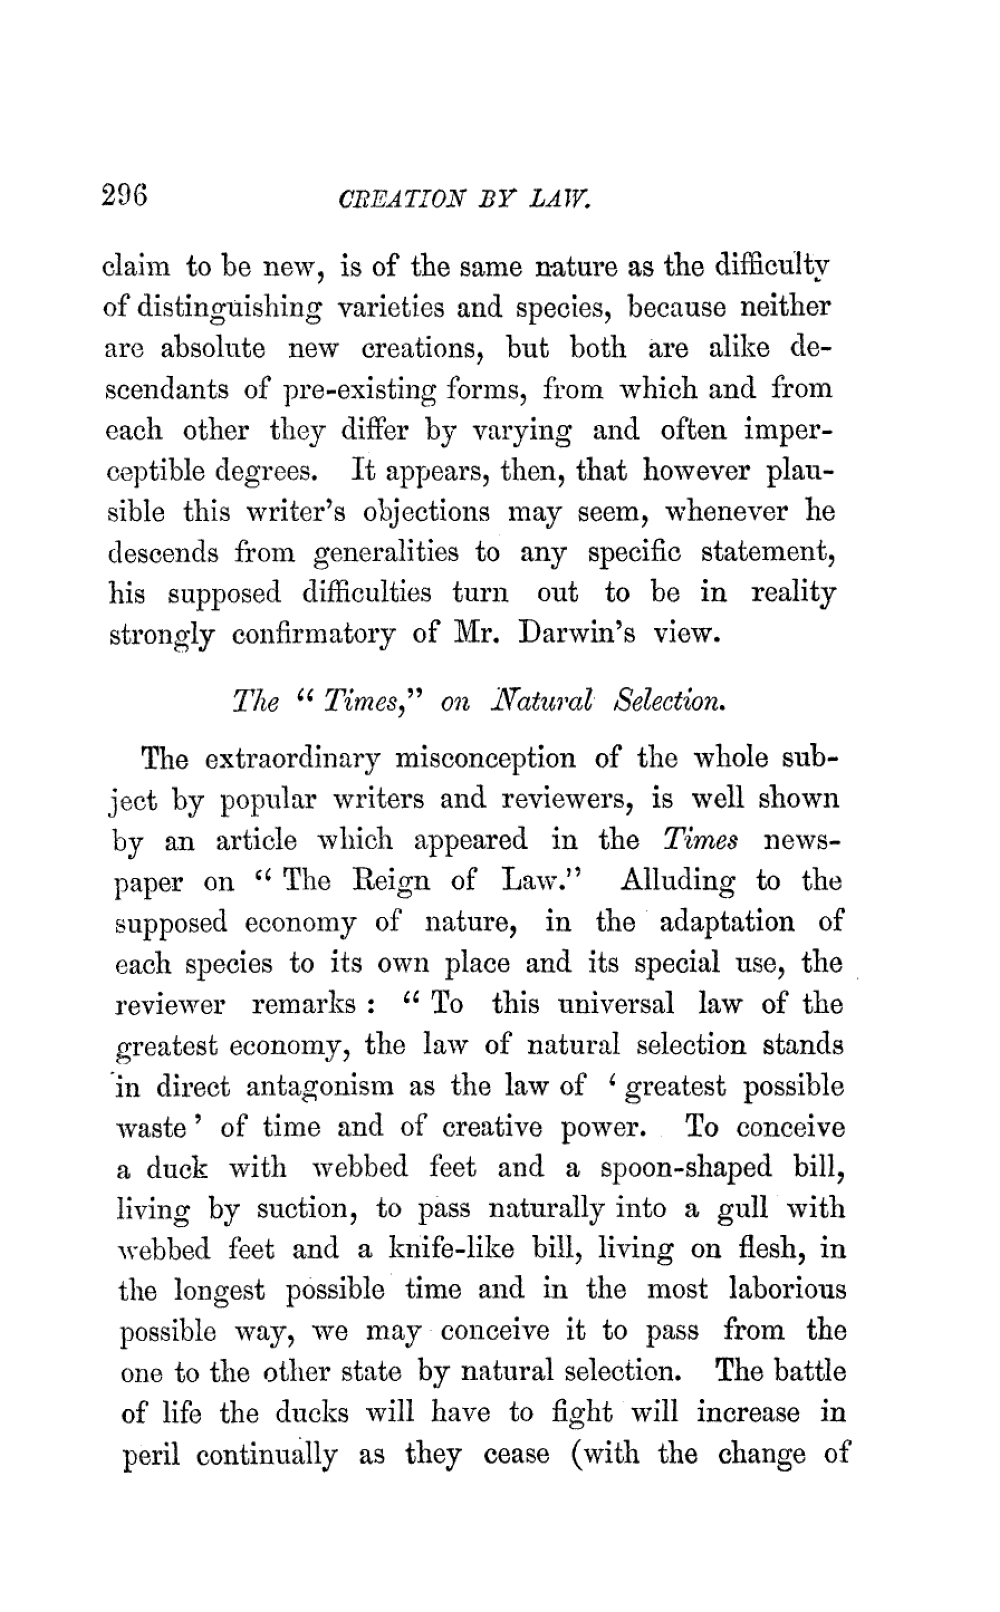 296 CREATION BY LAW.
claim to be new, is of the same nature as the difficulty
of distinguishing varieties and species, because neither
are absolute new creations, but both are alike de-
scendants of pre-existing forms, from which and from
each other they differ by varying and often imper-
ceptible degrees. It appears, then, that however plau-
sible this writer's objections may seem, whenever he
descends from generalities to any specific statement,
his supposed difficulties turn out to be in reality
strongly confirmatory of Mr. Darwin's view.
The "Times," on Natural Selection.
The extraordinary misconception of the whole sub-
ject by popular writers and reviewers, is well shown
by an article which appeared in the Times news-
paper on "The Reign of Law." Alluding to the
supposed economy of nature, in the adaptation of
each species to its own place and its special use, the
reviewer remarks: "To this universal law of the
greatest economy, the law of natural selection stands
in direct antagonism as the law of 'greatest possible
waste' of time and of creative power. To conceive
a duck with webbed feet and a spoon-shaped bill,
living by suction, to pass naturally into a gull with
webbed feet and a knife-like bill, living on flesh, in
the longest possible time and in the most laborious
possible way, we may conceive it to pass from the
one to the other state by natural selection. The battle
of life the ducks will have to fight will increase in
peril continually as they cease (with the change of